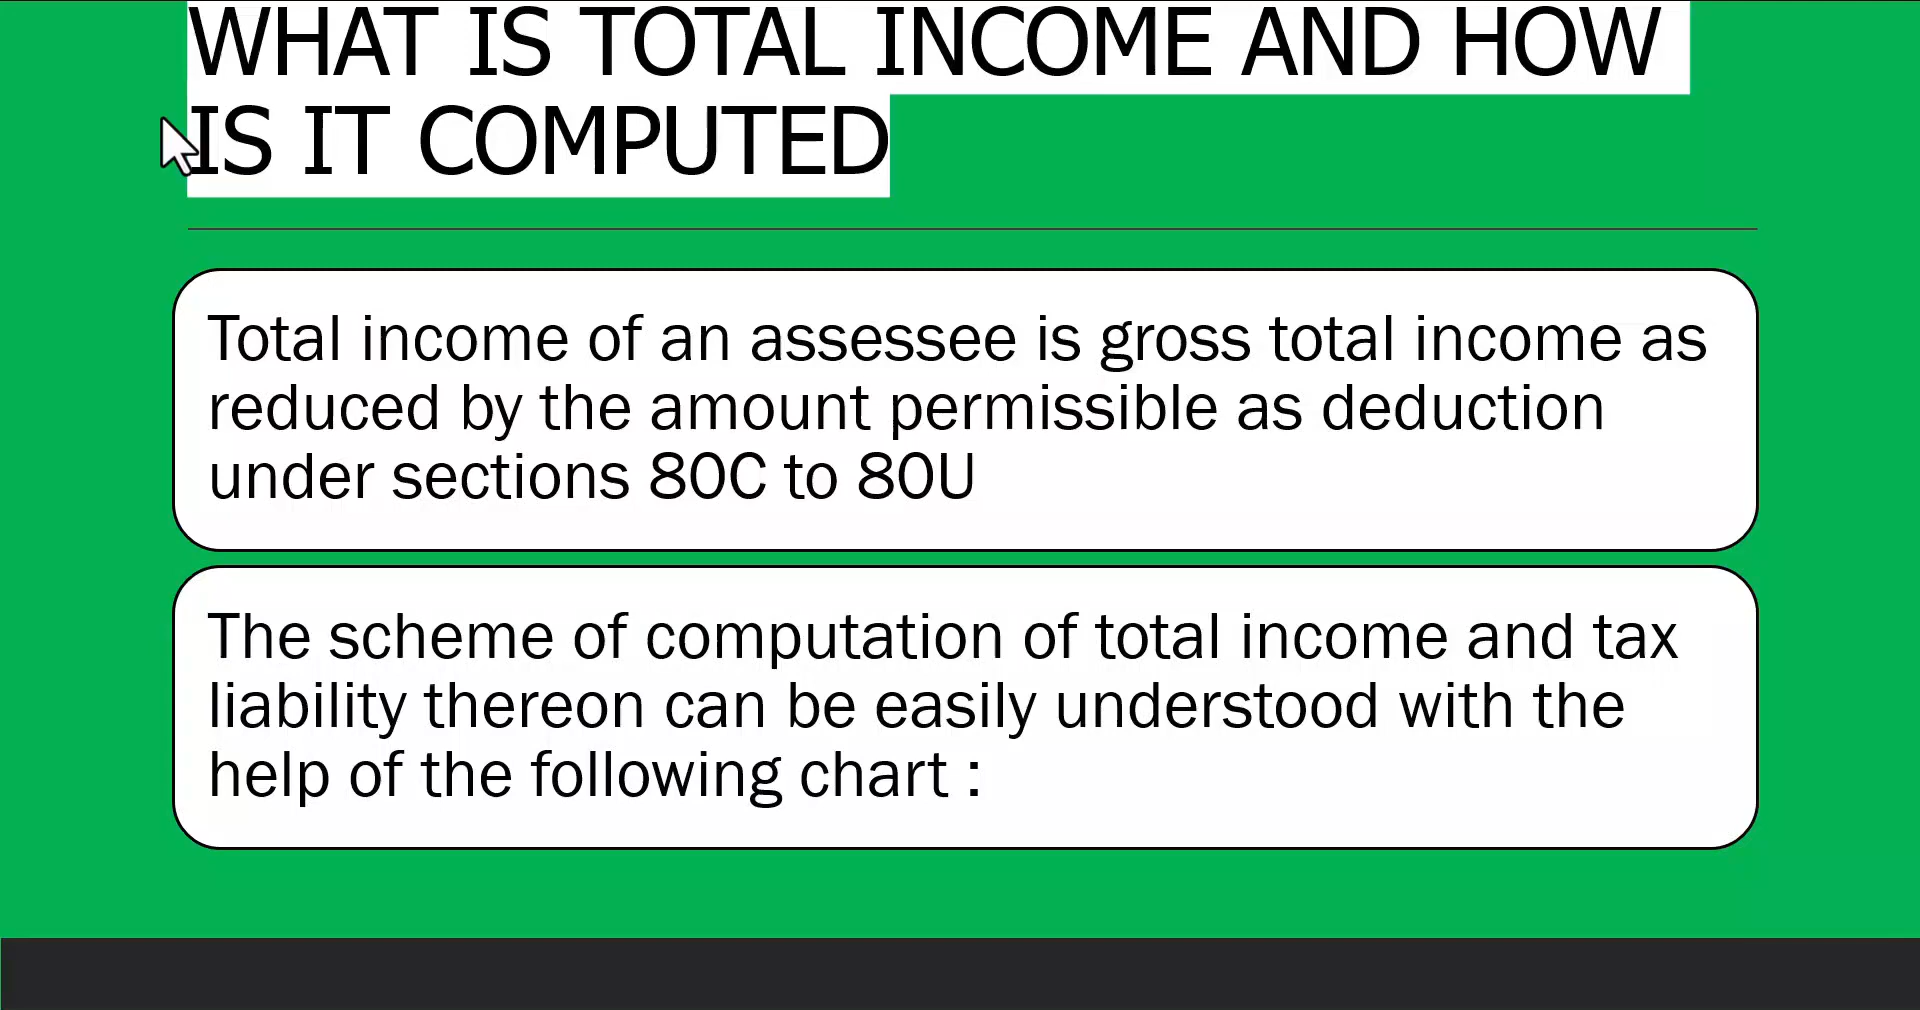 WHAT IS TOTAL INCOME AND HOW
IS IT COMPUTED
Total income of an assessee is gross total income as
reduced by the amount permissible as deduction
under sections 80C to 80U
The scheme of computation of total income and tax
liability thereon can be easily understood with the
help of the following chart :